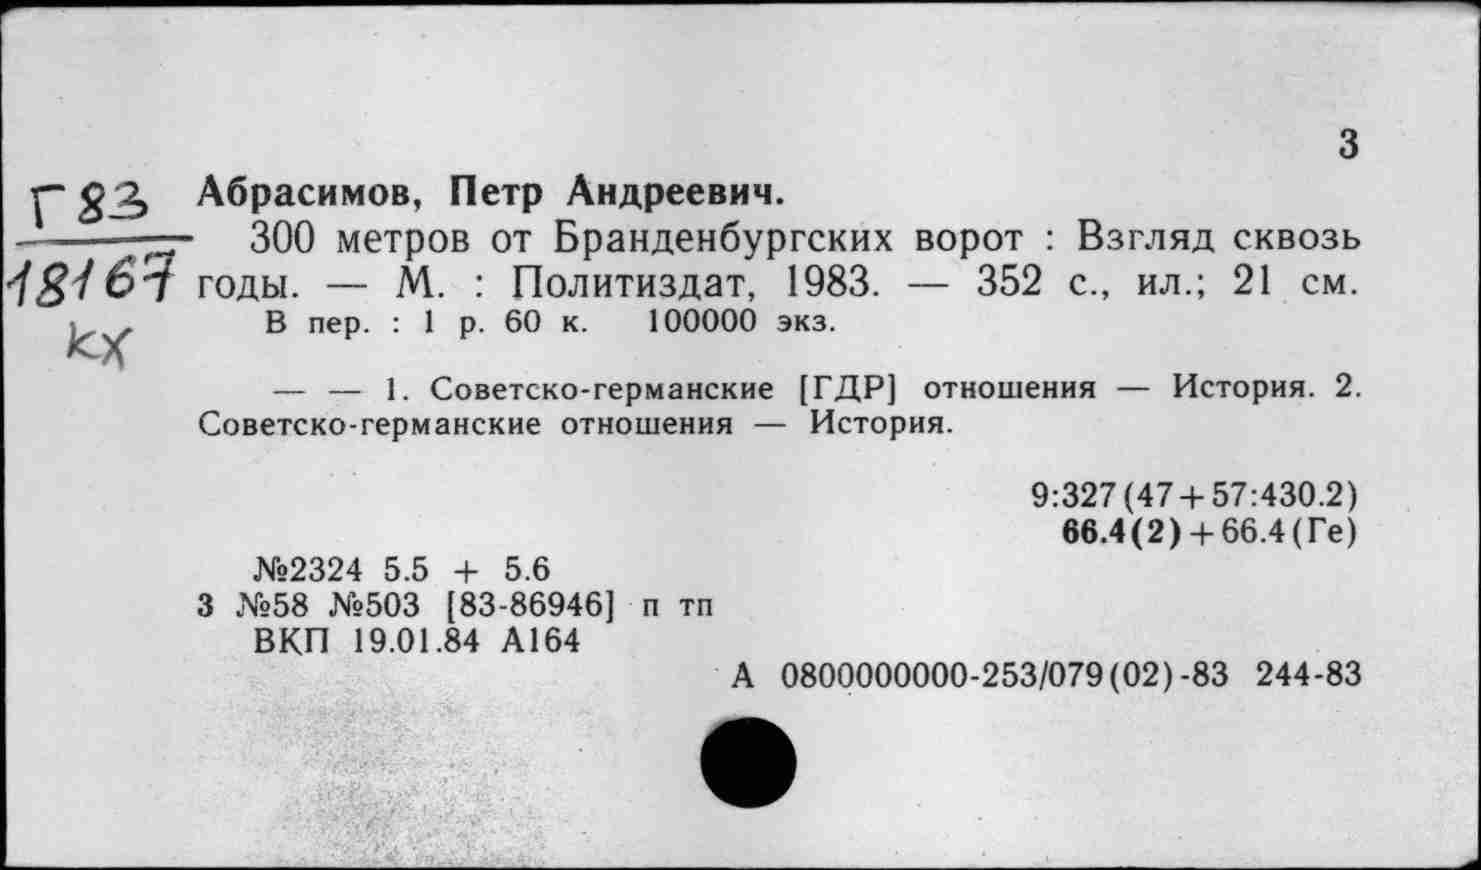 3
Г83 Абрасимов, Петр Андреевич.
300 метров от Бранденбургских ворот : Взгляд сквозь
18167 годы. — М. : Политиздат, 1983. — 352 с., ил.; 21 см.
кх В пер. : 1 р. 60 к. 100000 экз.
— — 1. Советско-германские [ГДР] отношения — История. 2.
Советско-германские отношения — История.
9:327(47+57:430.2)
66.4(2)+66.4(Ге)
№2324 5.5 + 5.6
3 №58 №503 [83-86946] п тп
ВКП 19.01.84 А164
А 0800000000-253/079(02)-83 244-83